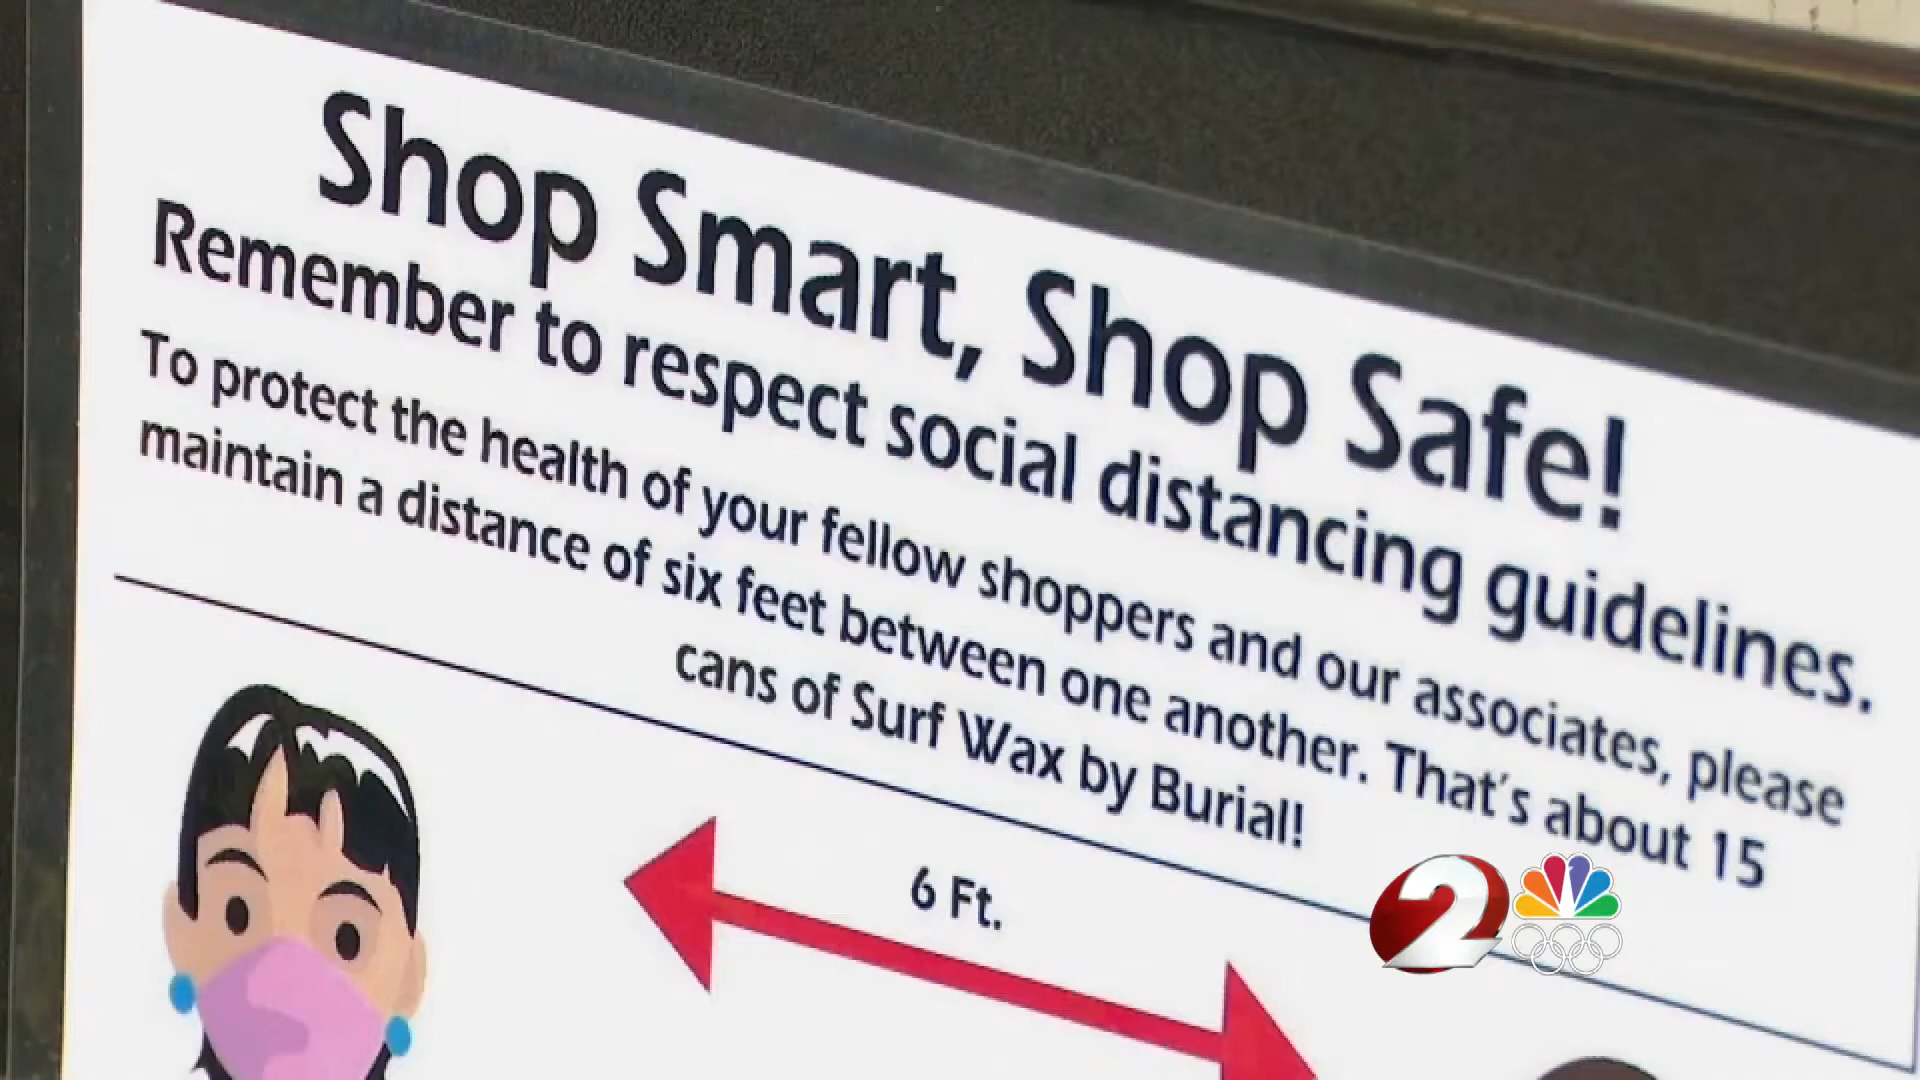 Shop Smart, Shop Safe!
Remember to respect social distancing guidelines.
To protect the health of your fellow shoppers and our associates, please
maintain a distance of six feet between one another. That's about 15
cans of Surf Wax by Burial!
6 Ft.
2